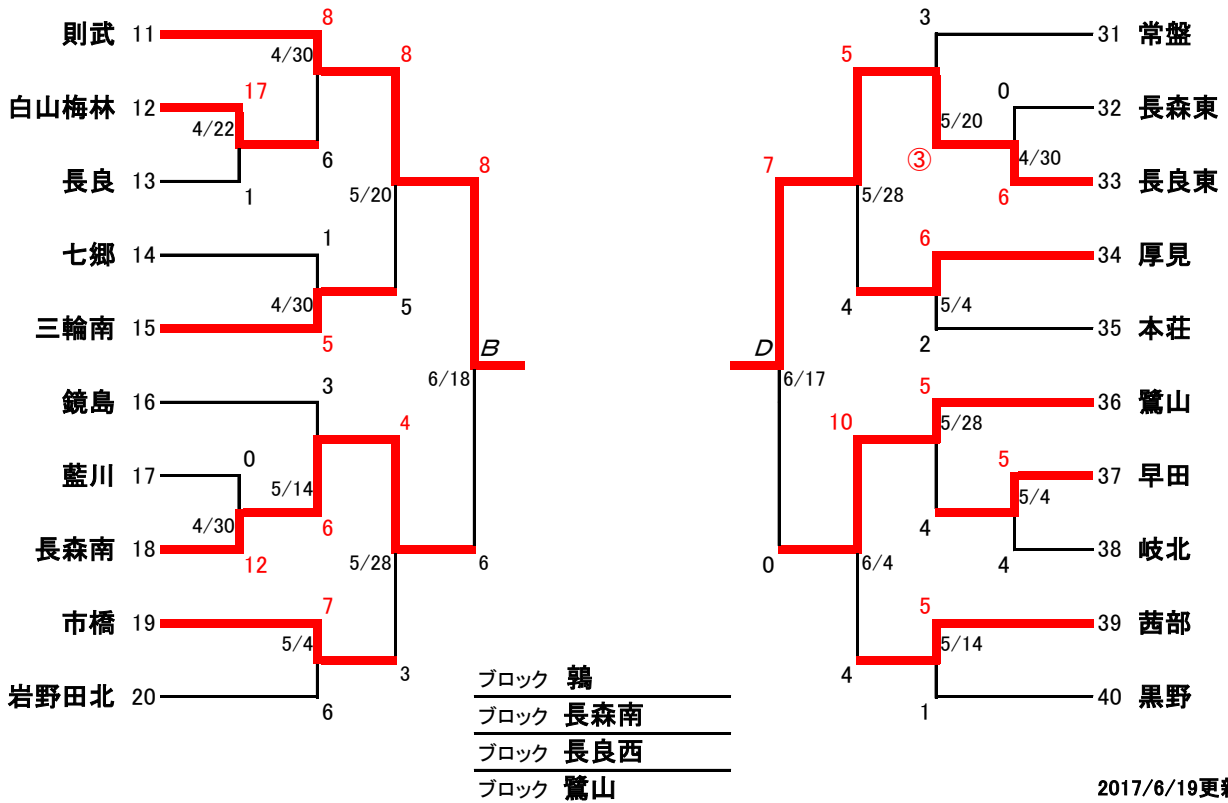 則武 11
8
4/30
8
白山梅林 12
17
4/22
6
長良 13
1
5/20
8
七郷 14
1
4/30
5
三輪南 15
5
B
6/18
鏡島 16
3
4
藍川 17
0
5/14
4/30
6
長森南 18
12
5/28
6
市橋 19
7
5/4
3
岩野田北 20
6
3
31 常盤
5
0
32 長森東
5/20
③
4/30
33 長良東
6
7
5/28
6
34 厚見
4
5/4
35 本荘
2
D
6/17
5
36 鷺山
10
5/28
5
37 早田
5/4
4
38 岐北
4
0
6/4
5
39 茜部
5/14
4
40 黒野
1
ブロック 鶉
ブロック 長森南
ブロック 長良西
ブロック 鷺山
2017/6/19更新